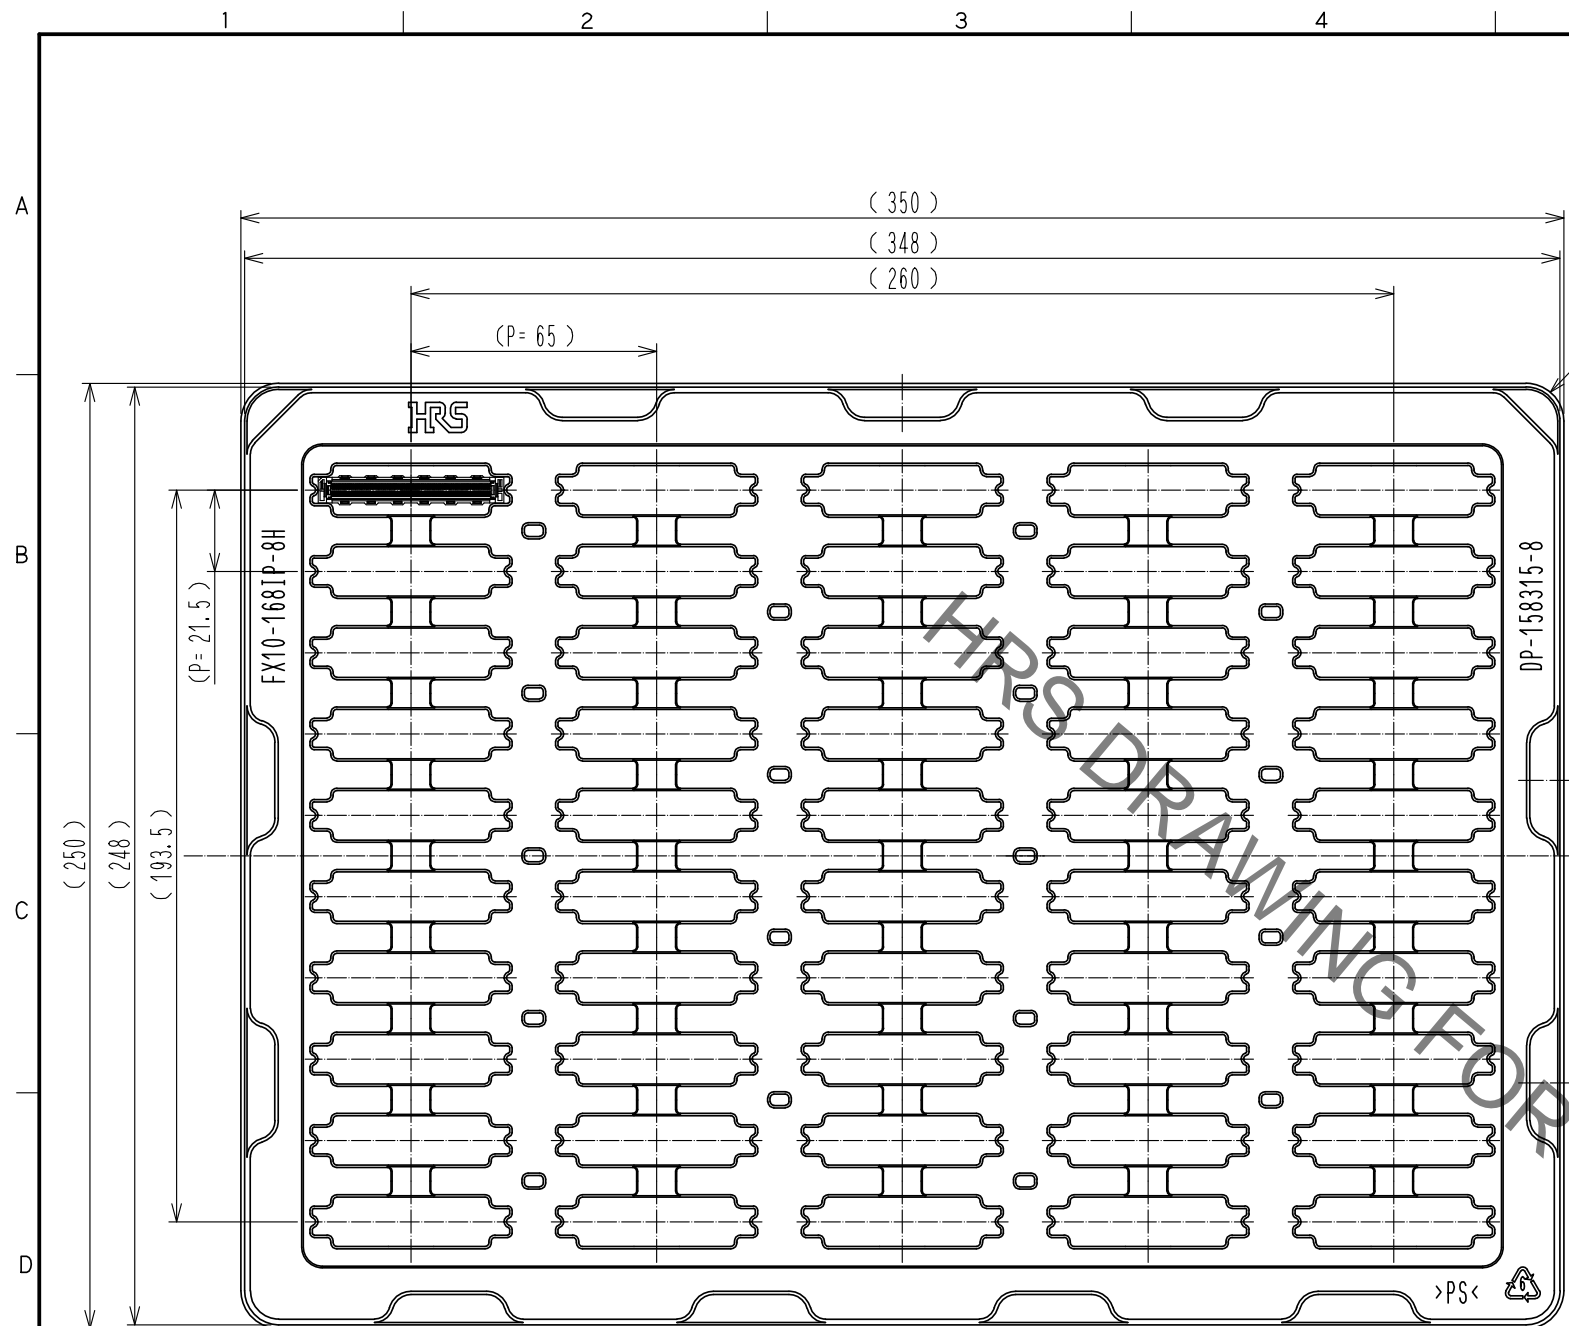 1 2 3 4
A
( 350 )
( 348 )
( 260 )
(P= 65 )
HRS
B
FX10-168IP-8H
DP-158315-8
(P= 21.5 )
( 250 )
( 248 )
( 193.5 )
HRS DRAWING FOR
C
D
>PS<
6